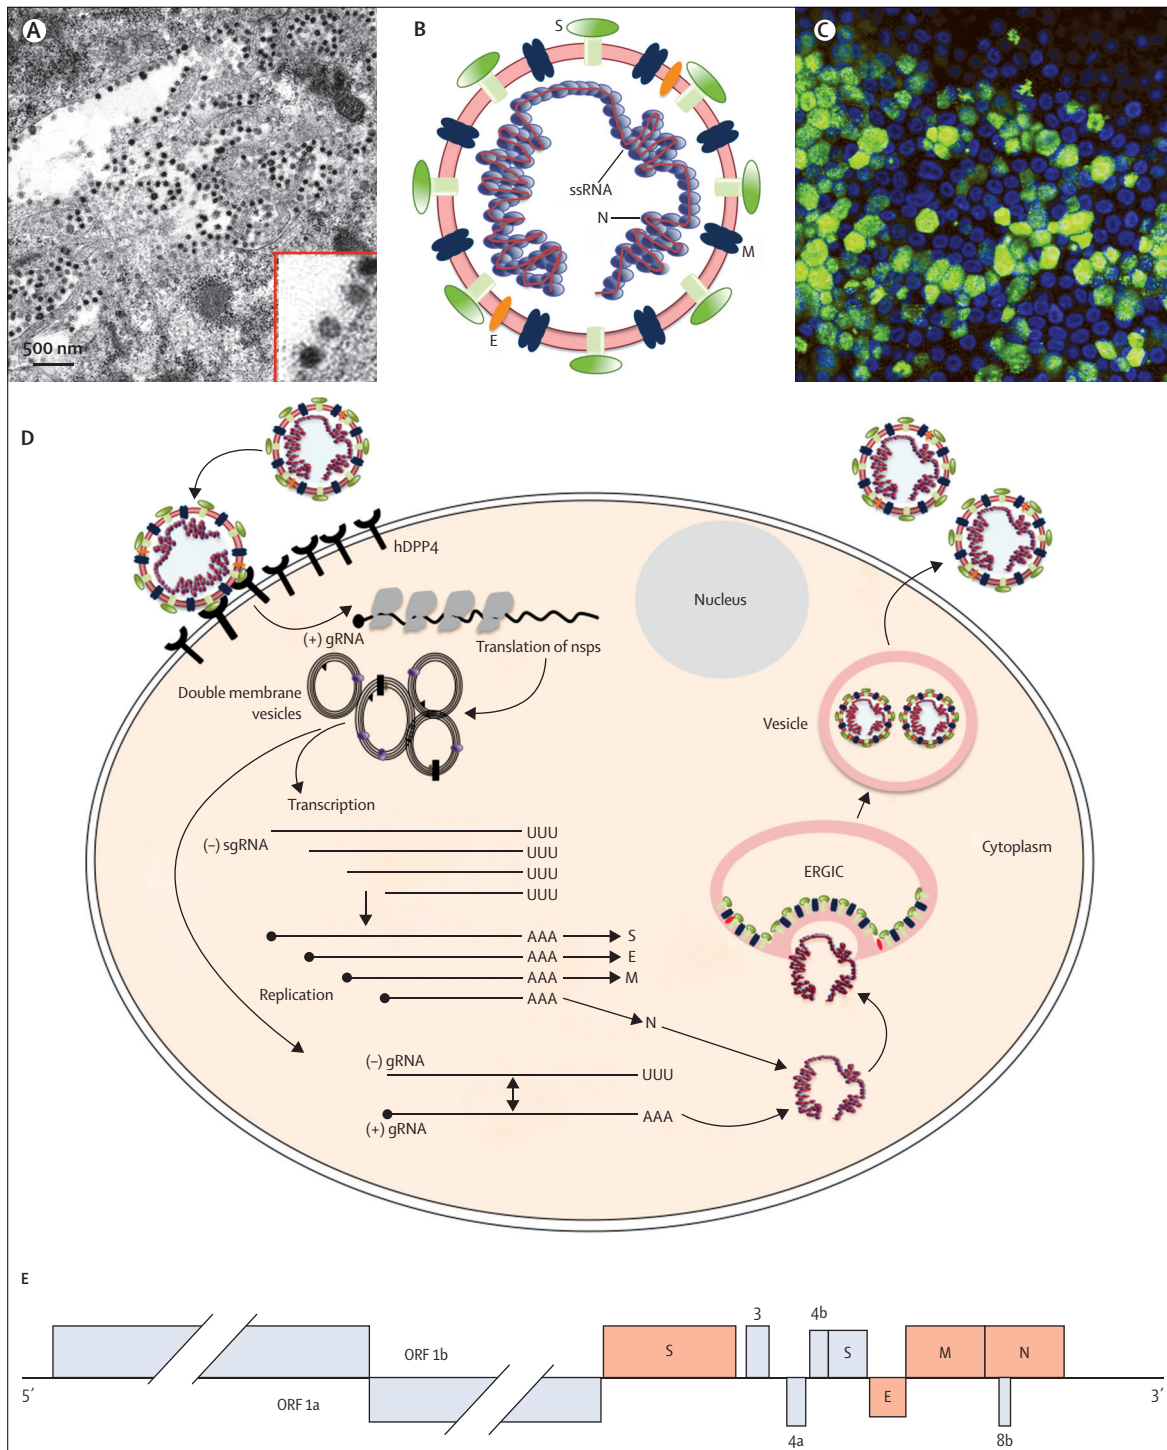 A
500 nm
B
S
ssRNA
N
M
E
C
D
hDPP4
(+) gRNA
Translation of nsps
Nucleus
Double membrane
vesicles
Vesicle
Transcription
(–) sgRNA
UUU
UUU
UUU
UUU
ERGIC
Cytoplasm
AAA
S
AAA
E
AAA
M
Replication
AAA
N
(–) gRNA
UUU
(+) gRNA
AAA
E
3
4b
ORF 1b
S
S
M
N
5′
ORF 1a
E
3′
4a
8b